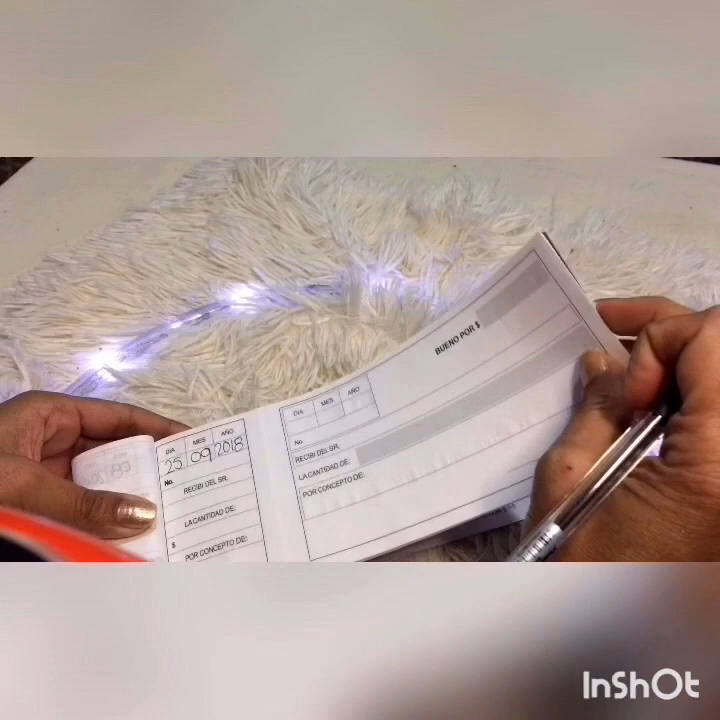 DIA MES AÑO
25 09 2018
No.
RECIBI DEL SR.
LA CANTIDAD DE:
$
POR CONCEPTO DE:
BUENO POR $
DIA MES AÑO
No.
RECIBI DEL SR.
LA CANTIDAD DE:
POR CONCEPTO DE:
InShOt